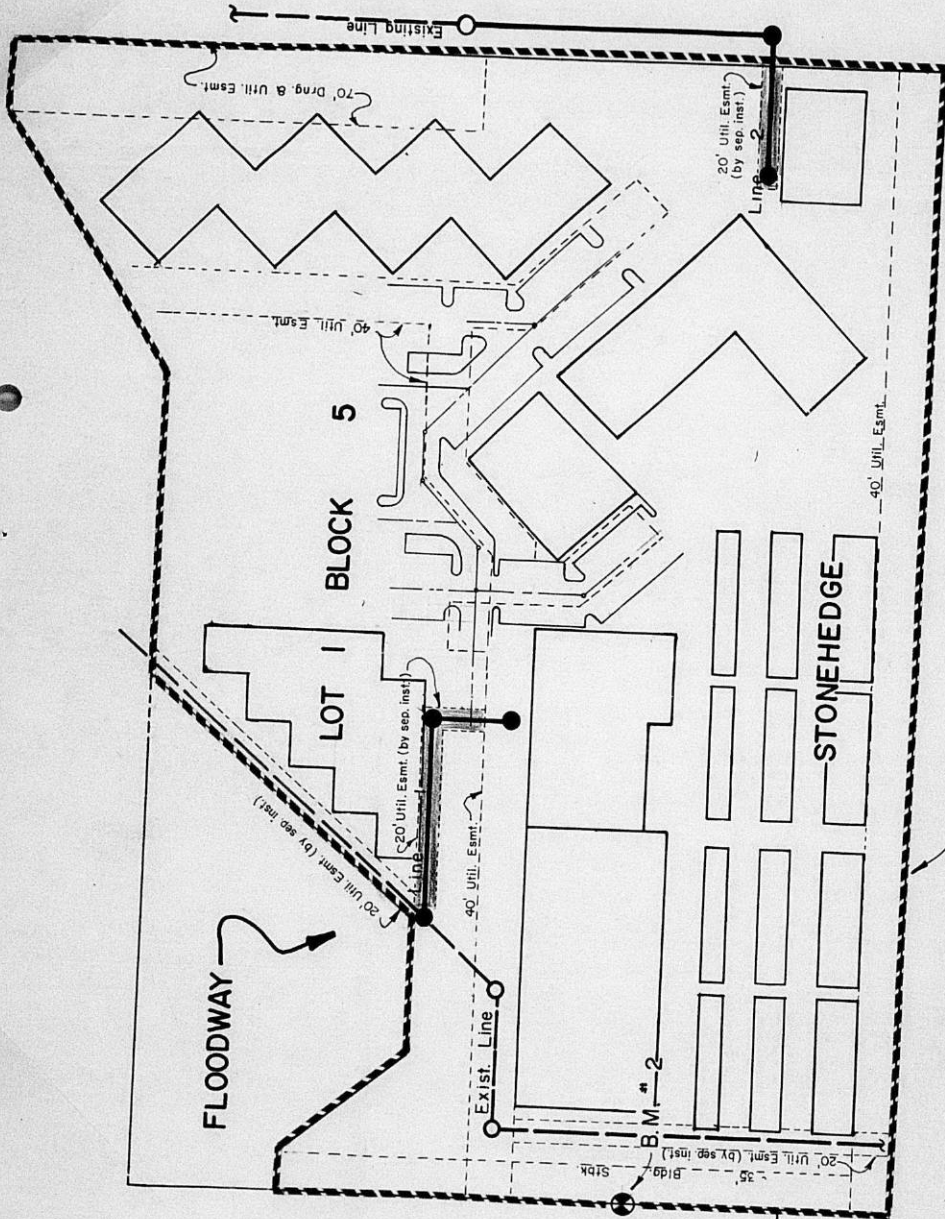 Existing Line
70' Drng. & Util. Esmt.
20' Util. Esmt.
(by sep. inst.)
Line 2
40' Util. Esmt.
BLOCK 5
LOT 1
20' Util. Esmt. (by sep. inst.)
Line
20' Util. Esmt. (by sep. inst.)
FLOODWAY
40' Util. Esmt.
40' Util. Esmt.
STONEHEDGE
Exist. Line
B.M. # 2
20' Util. Esmt. (by sep. inst.)
35' Bldg. Stbk